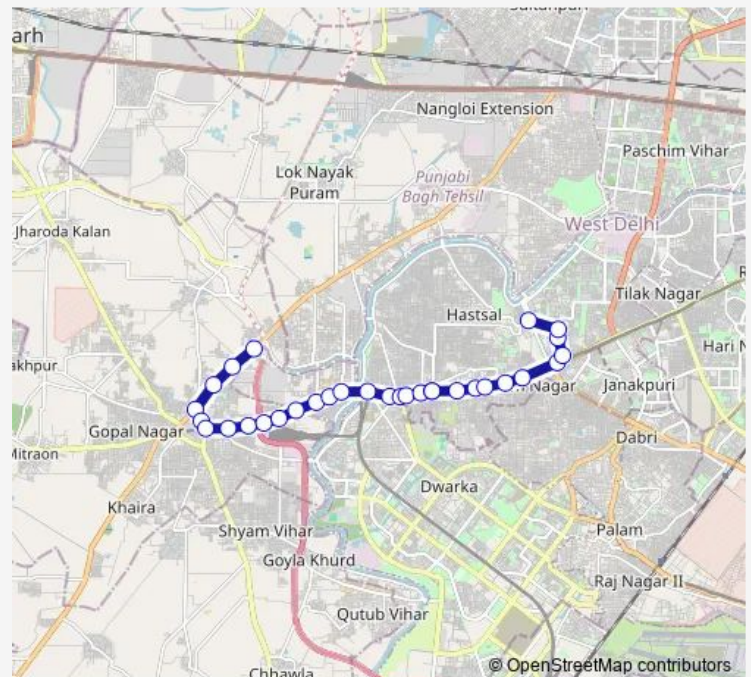 arh
Nangloi Extension
Paschim Vihar
Lok Nayak
Puram
Punjabi
Bagh Tehsil
West Delhi
Jharoda Kalan
Tilak Nagar
Hastsal
Hari N
akhpur
Nagar
Janakpuri
Gopal Nagar
Mitraon
Dabri
Dwarka
Khaira
Shyam Vihar
Palam
Goyla Khurd
Raj Nagar II
Qutub Vihar
Chhawla
© OpenStreetMap contributors